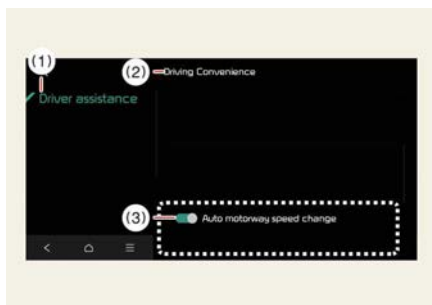 (1)
(2)
Driving Convenience
Driver assistance
(3)
Auto motorway speed change